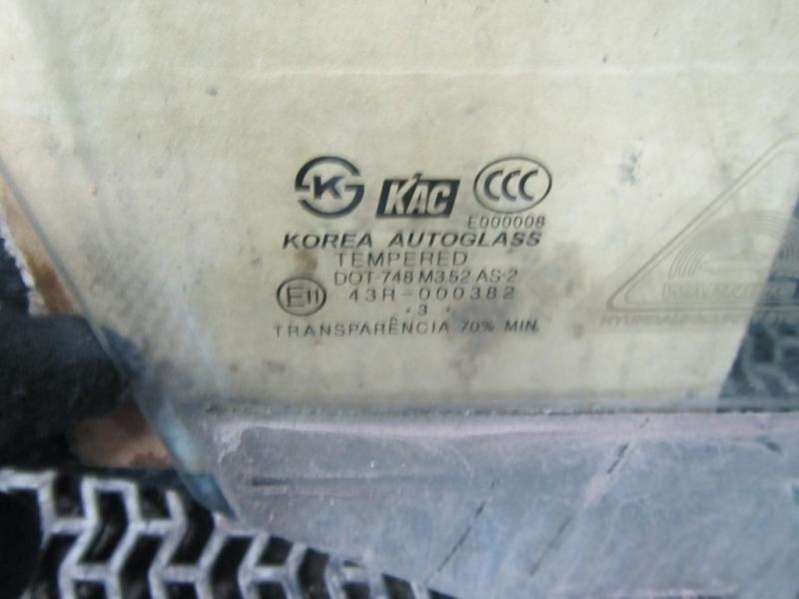 K KAC CCC
E000008
KOREA AUTOGLASS
TEMPERED
DOT-748 M352 AS-2
E11 43R-000382
· 3 ·
TRANSPARÊNCIA 70% MIN.